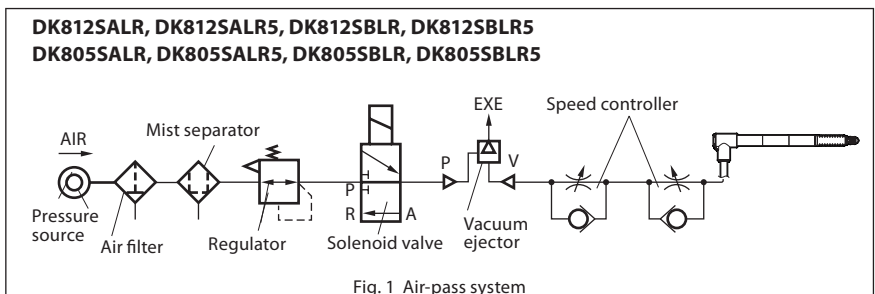 DK812SALR, DK812SALR5, DK812SBLR, DK812SBLR5
DK805SALR, DK805SALR5, DK805SBLR, DK805SBLR5
EXE
Speed controller
Mist separator
AIR
P
V
P
R
A
Pressure
source
Air filter
Regulator
Solenoid valve
Vacuum
ejector
Fig. 1 Air-pass system